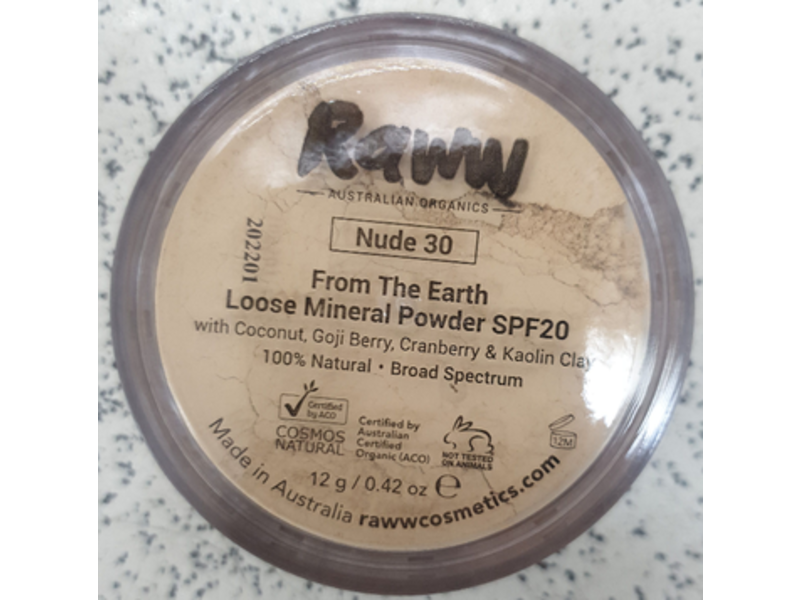 Raww
AUSTRALIAN ORGANICS
Nude 30
202201
From The Earth
Loose Mineral Powder SPF20
with Coconut, Goji Berry, Cranberry & Kaolin Clay
100% Natural • Broad Spectrum
Certified
by ACO
COSMOS
NATURAL
Certified by
Australian
Certified
Organic (ACO)
NOT TESTED
ON ANIMALS
12M
12 g / 0.42 oz ℮
Made in Australia rawwcosmetics.com